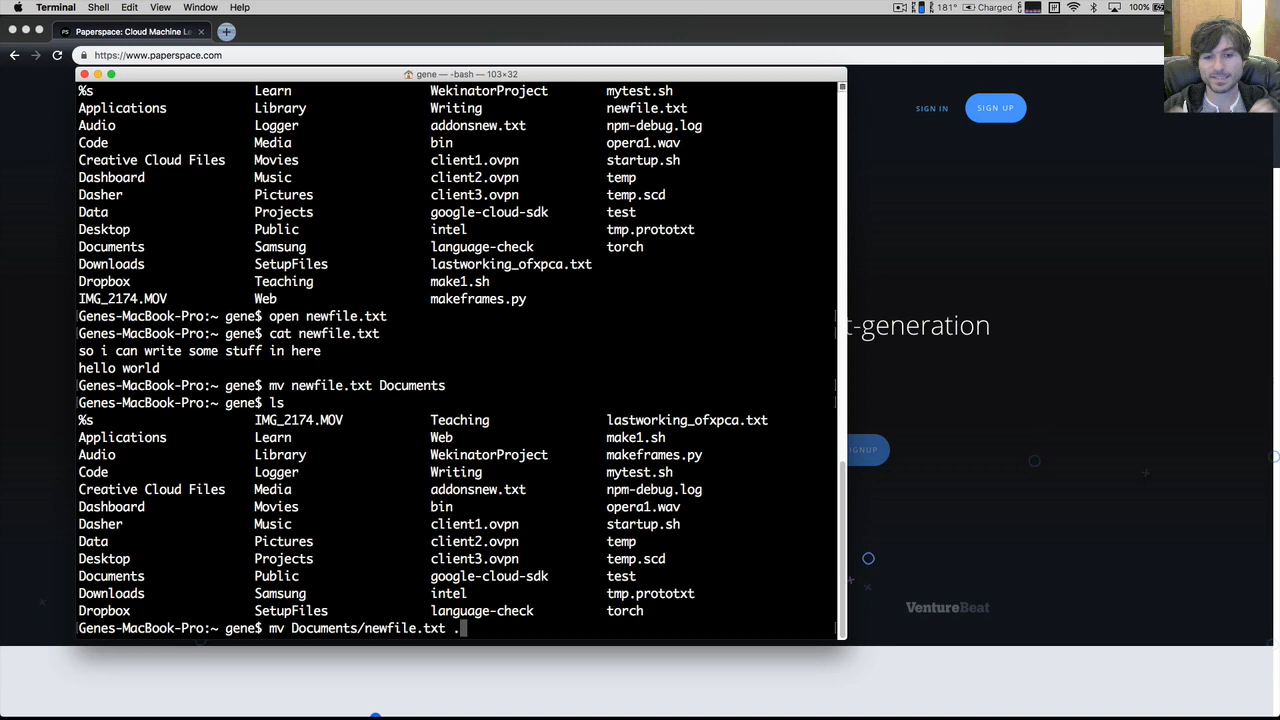 Terminal Shell Edit View Window Help 181° Charged 100%
Paperspace: Cloud Machine Le
https://www.paperspace.com
gene — -bash — 103×32
SIGN IN SIGN UP
%s Learn WekinatorProject mytest.sh
Applications Library Writing newfile.txt
Audio Logger addonsnew.txt npm-debug.log
Code Media bin opera1.wav
Creative Cloud Files Movies client1.ovpn startup.sh
Dashboard Music client2.ovpn temp
Dasher Pictures client3.ovpn temp.scd
Data Projects google-cloud-sdk test
Desktop Public intel tmp.prototxt
Documents Samsung language-check torch
Downloads SetupFiles lastworking_ofxpca.txt
Dropbox Teaching make1.sh
IMG_2174.MOV Web makeframes.py
Genes-MacBook-Pro:~ gene$ open newfile.txt
t-generation
Genes-MacBook-Pro:~ gene$ cat newfile.txt
so i can write some stuff in here
hello world
Genes-MacBook-Pro:~ gene$ mv newfile.txt Documents
Genes-MacBook-Pro:~ gene$ ls
%s IMG_2174.MOV Teaching lastworking_ofxpca.txt
Applications Learn Web make1.sh
Audio Library WekinatorProject makeframes.py
IGNUP
Code Logger Writing mytest.sh
Creative Cloud Files Media addonsnew.txt npm-debug.log
Dashboard Movies bin opera1.wav
Dasher Music client1.ovpn startup.sh
Data Pictures client2.ovpn temp
Desktop Projects client3.ovpn temp.scd
Documents Public google-cloud-sdk test
Downloads Samsung intel tmp.prototxt
Dropbox SetupFiles language-check torch
VentureBeat
Genes-MacBook-Pro:~ gene$ mv Documents/newfile.txt .